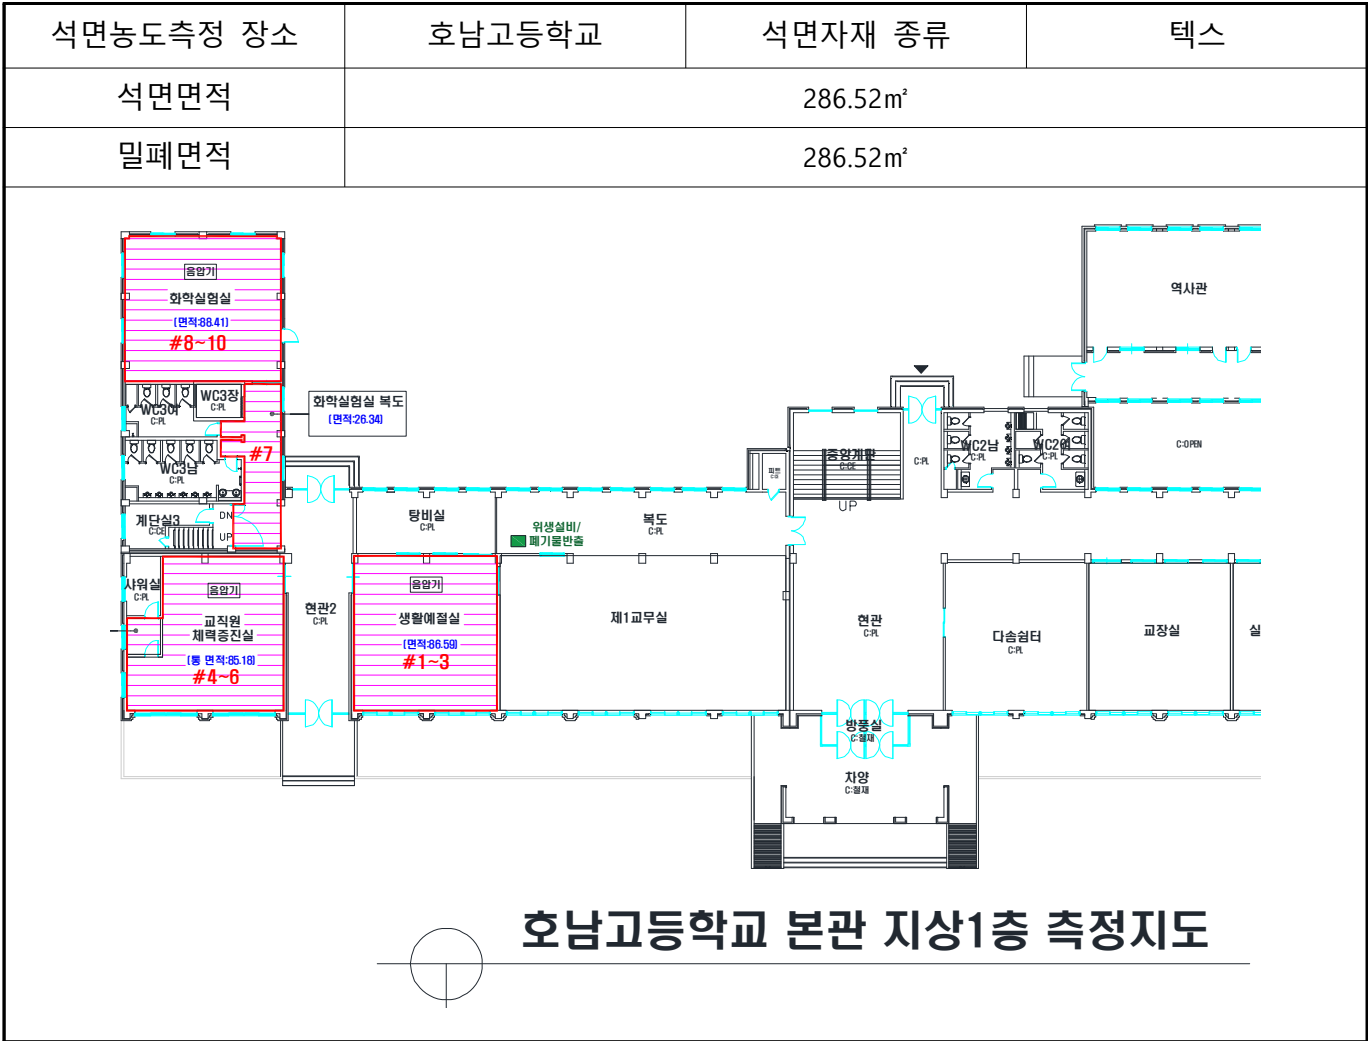 석면농도측정 장소
호남고등학교
석면자재 종류
텍스
석면면적
286.52㎡
밀폐면적
286.52㎡
음압기
화학실험실
(면적:88.41)
#8~10
WC3장
C:PL
WC3여
C:PL
화학실험실 복도
(면적:26.34)
#7
WC3남
C:PL
계단실3
C:CE
DN
UP
탕비실
C:PL
위생설비/
폐기물반출
복도
C:PL
중앙계단
C:CE
UP
C:PL
WC2남
C:PL
WC2여
C:PL
역사관
C:OPEN
샤워실
C:PL
음압기
교직원
체력증진실
(총 면적:85.18)
#4~6
현관2
C:PL
음압기
생활예절실
(면적:86.59)
#1~3
제1교무실
현관
C:PL
다솜쉼터
C:PL
교장실
실
방풍실
C:철재
차양
C:철재
호남고등학교 본관 지상1층 측정지도